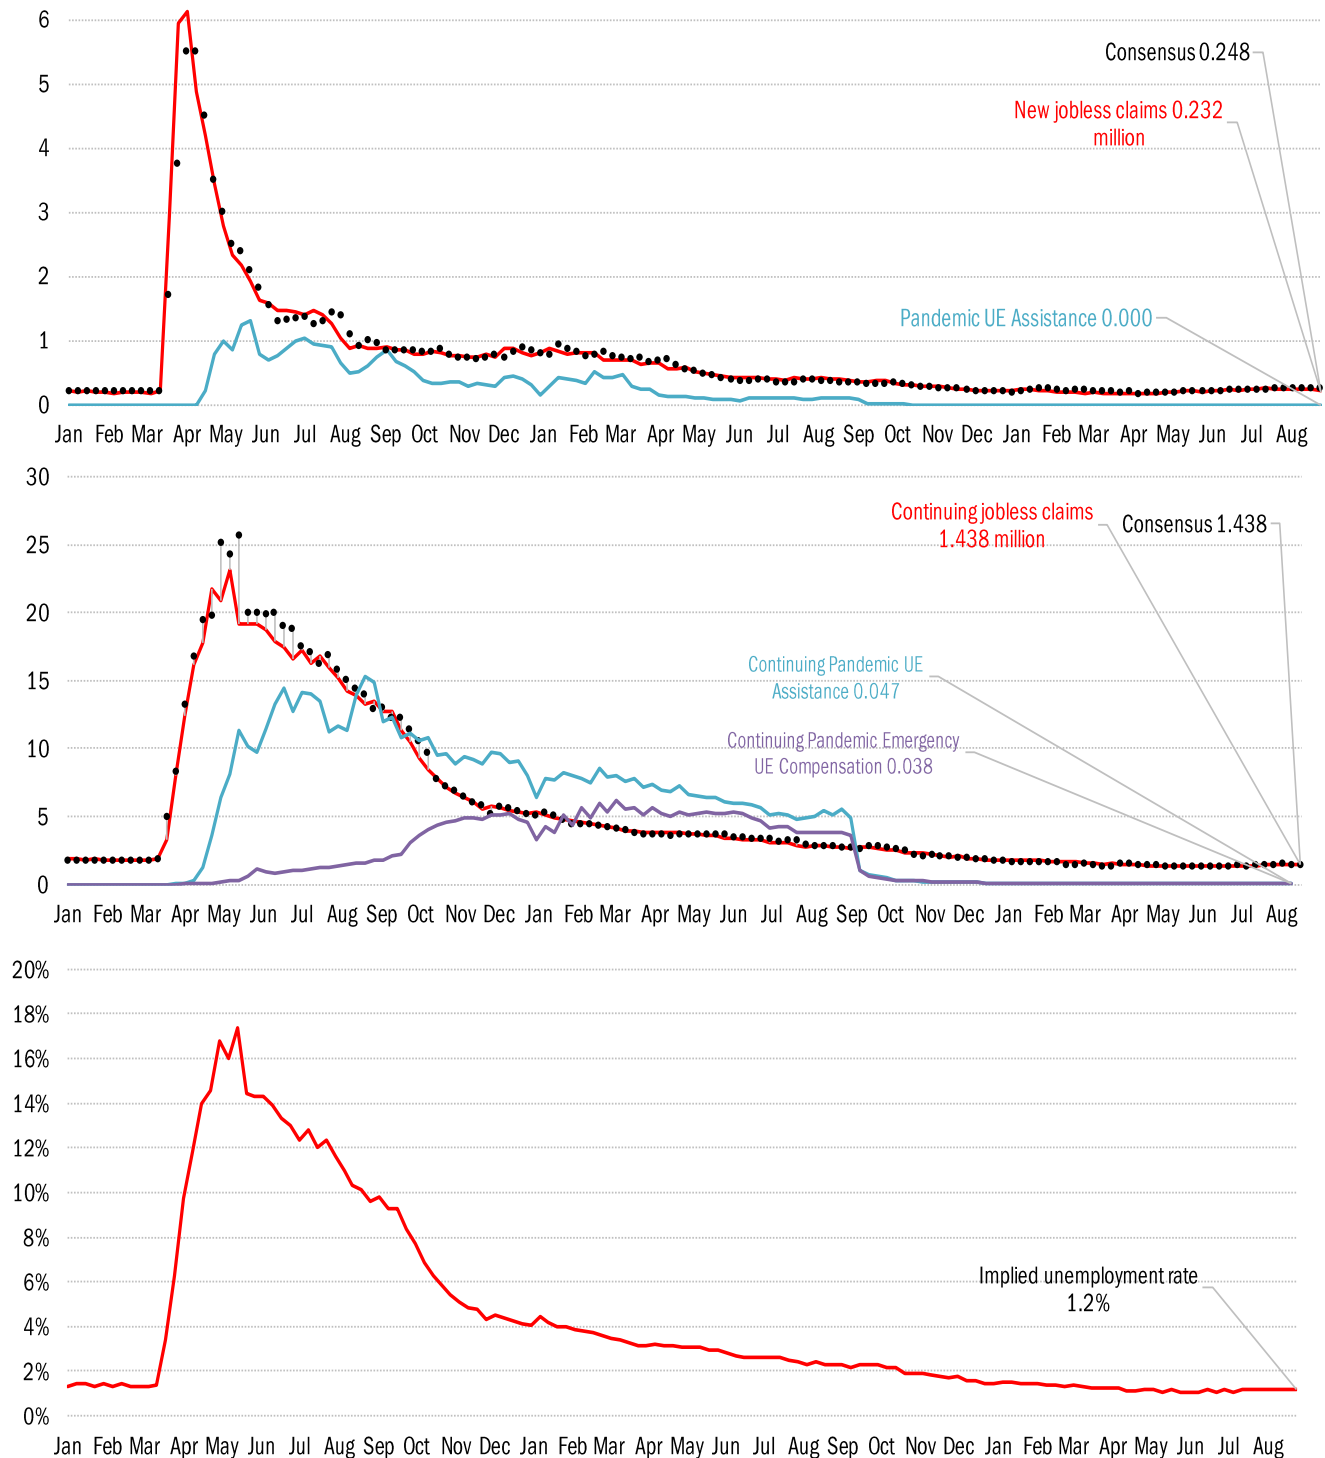 6
5
4
3
2
1
0
Consensus 0.248
New jobless claims 0.232
million
Pandemic UE Assistance 0.000
Jan Feb Mar Apr May Jun Jul Aug Sep Oct Nov Dec Jan Feb Mar Apr May Jun Jul Aug Sep Oct Nov Dec Jan Feb Mar Apr May Jun Jul Aug
30
25
20
15
10
5
0
Continuing jobless claims
1.438 million
Consensus 1.438
Continuing Pandemic UE
Assistance 0.047
Continuing Pandemic Emergency
UE Compensation 0.038
Jan Feb Mar Apr May Jun Jul Aug Sep Oct Nov Dec Jan Feb Mar Apr May Jun Jul Aug Sep Oct Nov Dec Jan Feb Mar Apr May Jun Jul Aug
20%
18%
16%
14%
12%
10%
8%
6%
4%
2%
0%
Implied unemployment rate
1.2%
Jan Feb Mar Apr May Jun Jul Aug Sep Oct Nov Dec Jan Feb Mar Apr May Jun Jul Aug Sep Oct Nov Dec Jan Feb Mar Apr May Jun Jul Aug